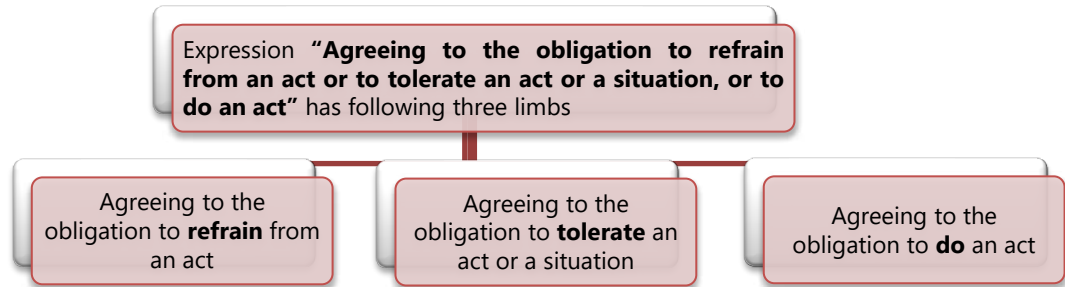 Expression “Agreeing to the obligation to refrain
from an act or to tolerate an act or a situation, or to
do an act” has following three limbs
Agreeing to the
obligation to refrain from
an act
Agreeing to the
obligation to tolerate an
act or a situation
Agreeing to the
obligation to do an act